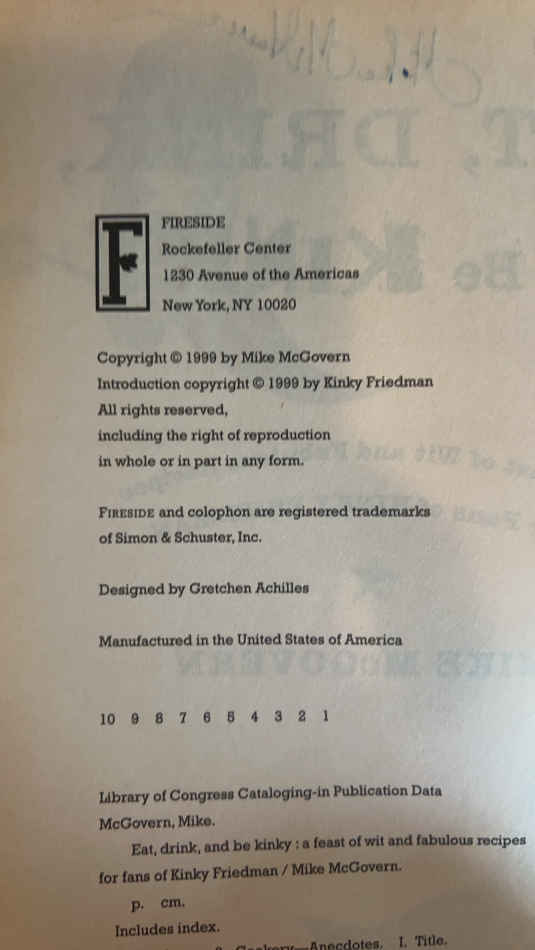 F
FIRESIDE
Rockefeller Center
1230 Avenue of the Americas
New York, NY 10020
Copyright © 1999 by Mike McGovern
Introduction copyright © 1999 by Kinky Friedman
All rights reserved,
including the right of reproduction
in whole or in part in any form.
FIRESIDE and colophon are registered trademarks
of Simon & Schuster, Inc.
Designed by Gretchen Achilles
Manufactured in the United States of America
10 9 8 7 6 5 4 3 2 1
Library of Congress Cataloging-in Publication Data
McGovern, Mike.
Eat, drink, and be kinky : a feast of wit and fabulous recipes
for fans of Kinky Friedman / Mike McGovern.
p. cm.
Includes index.
Cookery—Anecdotes. I. Title.